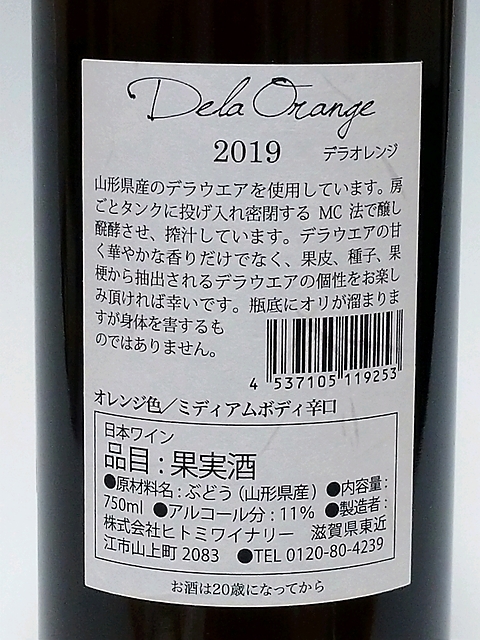 Dela Orange
2019 デラオレンジ
山形県産のデラウエアを使用しています。房
ごとタンクに投げ入れ密閉する MC 法で醸し
醗酵させ、搾汁しています。デラウエアの甘
く華やかな香りだけでなく、果皮、種子、果
梗から抽出されるデラウエアの個性をお楽し
み頂ければ幸いです。瓶底にオリが溜まりま
すが身体を害するも
のではありません。
4 537105 119253
オレンジ色／ミディアムボディ辛口
日本ワイン
品目：果実酒
●原材料名：ぶどう（山形県産）●内容量：
750ml ●アルコール分：11% ●製造者：
株式会社ヒトミワイナリー 滋賀県東近
江市山上町 2083 ●TEL 0120-80-4239
お酒は20歳になってから